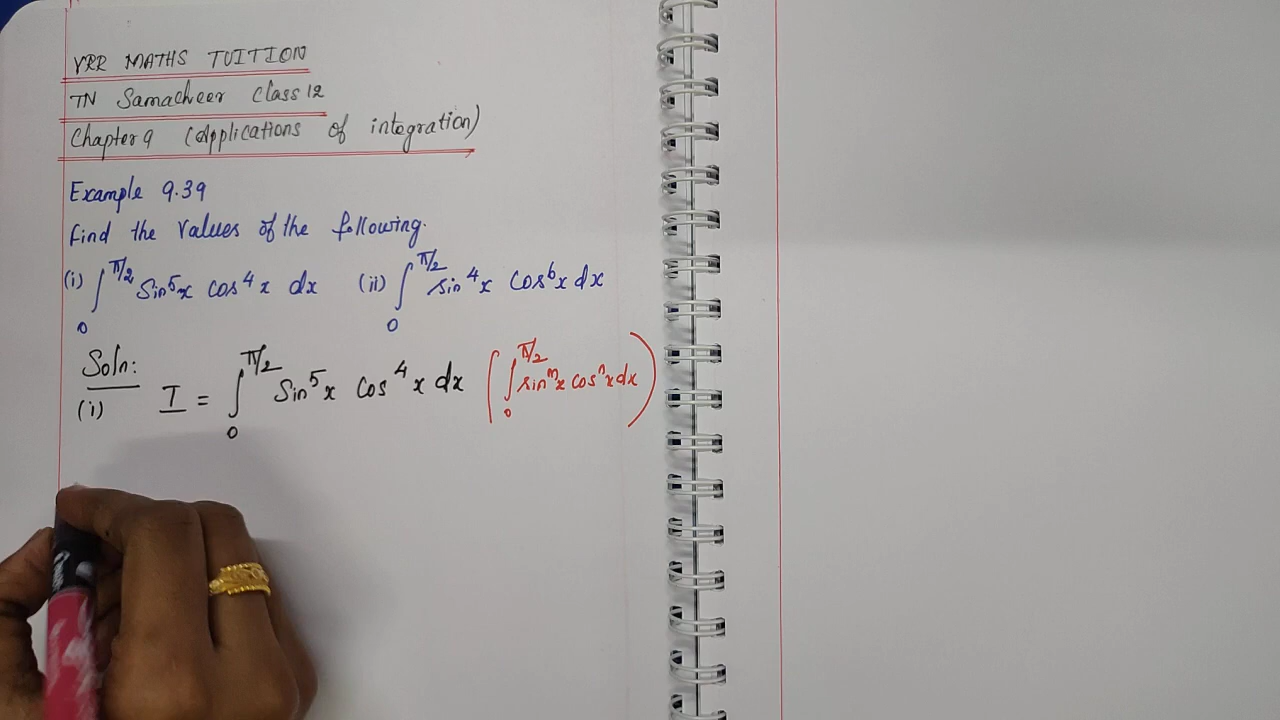 VRR MATHS TUITION
TN Samacheer Class 12
Chapter 9 (Applications of integration)
Example 9.39
Find the values of the following.
(i) ∫₀^π/2 Sin⁵x cos⁴x dx (ii) ∫₀^π/2 sin⁴x cos⁶x dx
Soln:
(i) I = ∫₀^π/2 Sin⁵x cos⁴x dx (∫₀^π/2 sinᵐx cosⁿx dx)